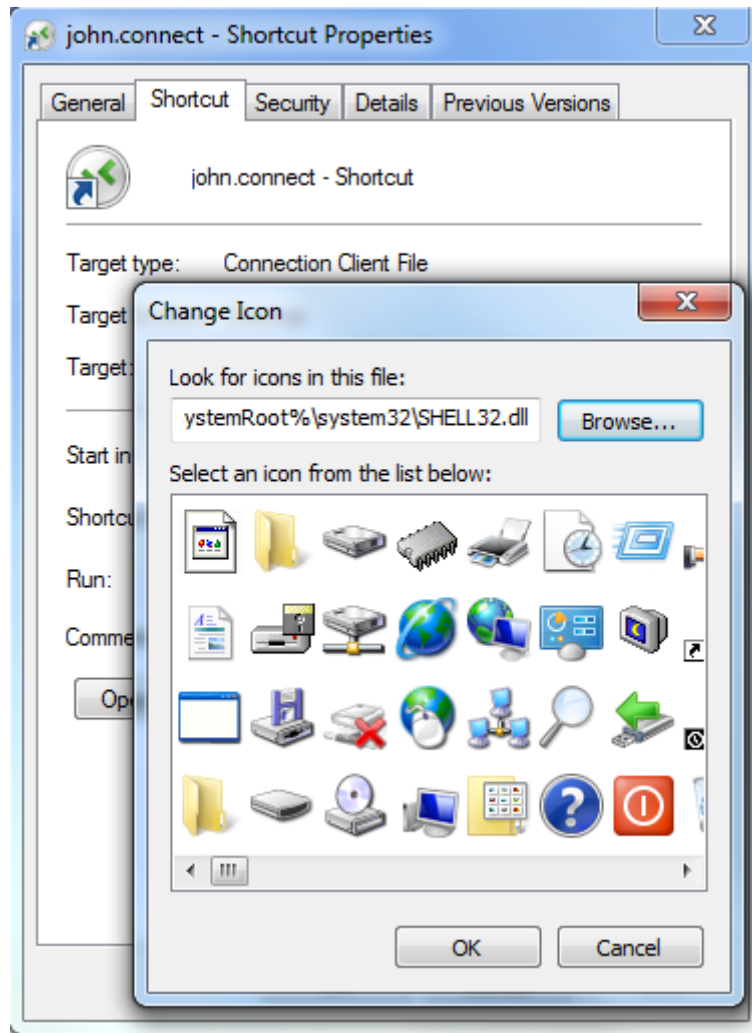 john.connect - Shortcut Properties
General Shortcut Security Details Previous Versions
john.connect - Shortcut
Target type: Connection Client File
Target
Target:
Start in
Shortcu
Run:
Comme
Ope
Change Icon
Look for icons in this file:
ystemRoot%\system32\SHELL32.dll Browse...
Select an icon from the list below:
OK Cancel